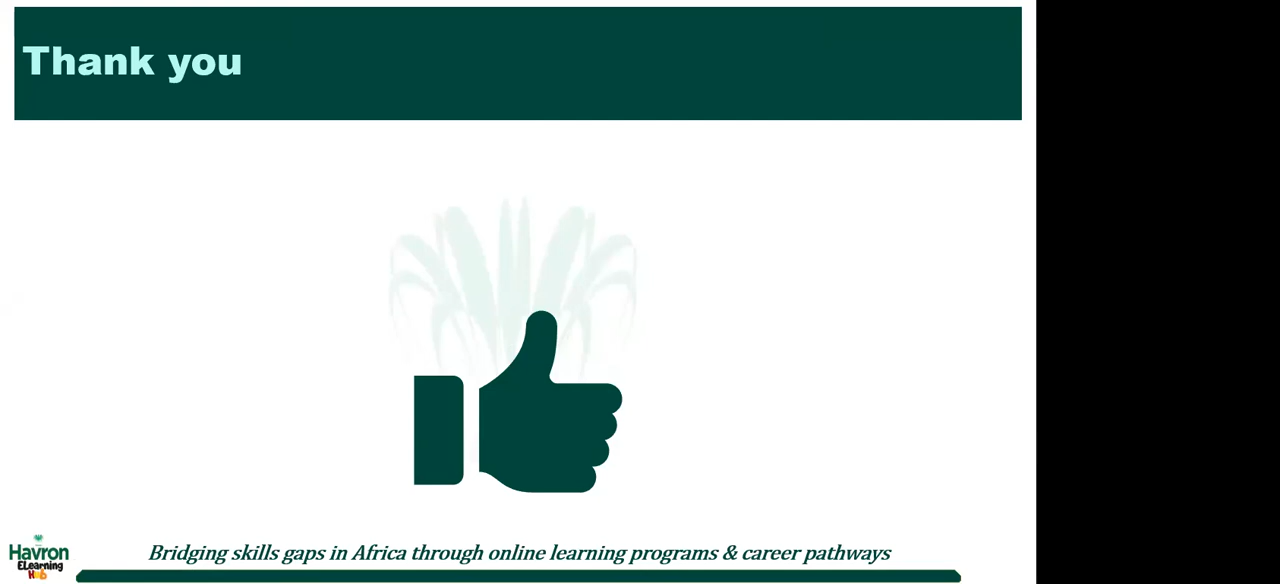 Thank you
Bridging skills gaps in Africa through online learning programs & career pathways
Havron
ELearning
Hub